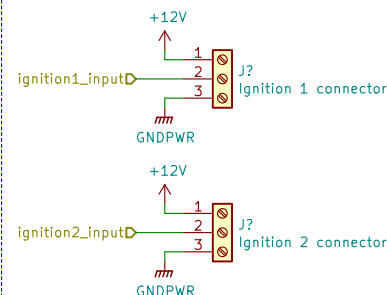 +12V
1
ignition1_input 2 J?
3 Ignition 1 connector
GNDPWR
+12V
1
ignition2_input 2 J?
3 Ignition 2 connector
GNDPWR